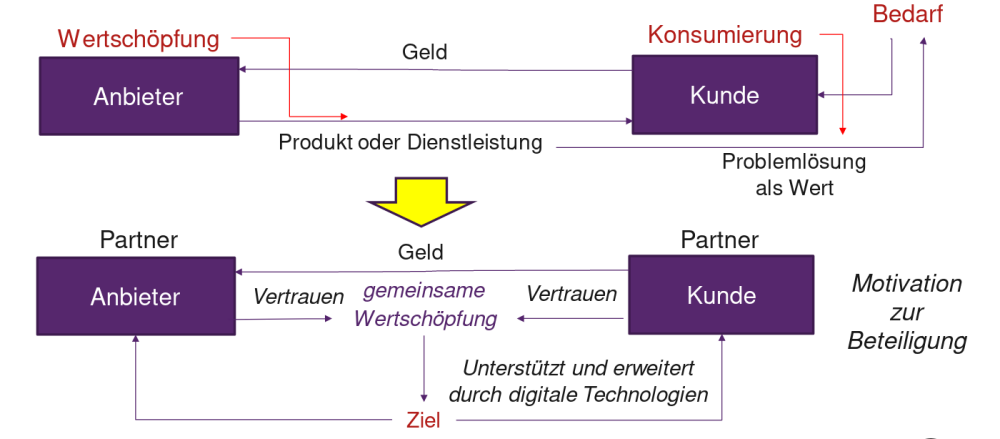 Bedarf
Wertschöpfung
Konsumierung
Geld
Anbieter
Kunde
Produkt oder Dienstleistung
Problemlösung
als Wert
Partner
Partner
Geld
Anbieter
Vertrauen
gemeinsame
Wertschöpfung
Vertrauen
Kunde
Motivation
zur
Beteiligung
Unterstützt und erweitert
durch digitale Technologien
Ziel